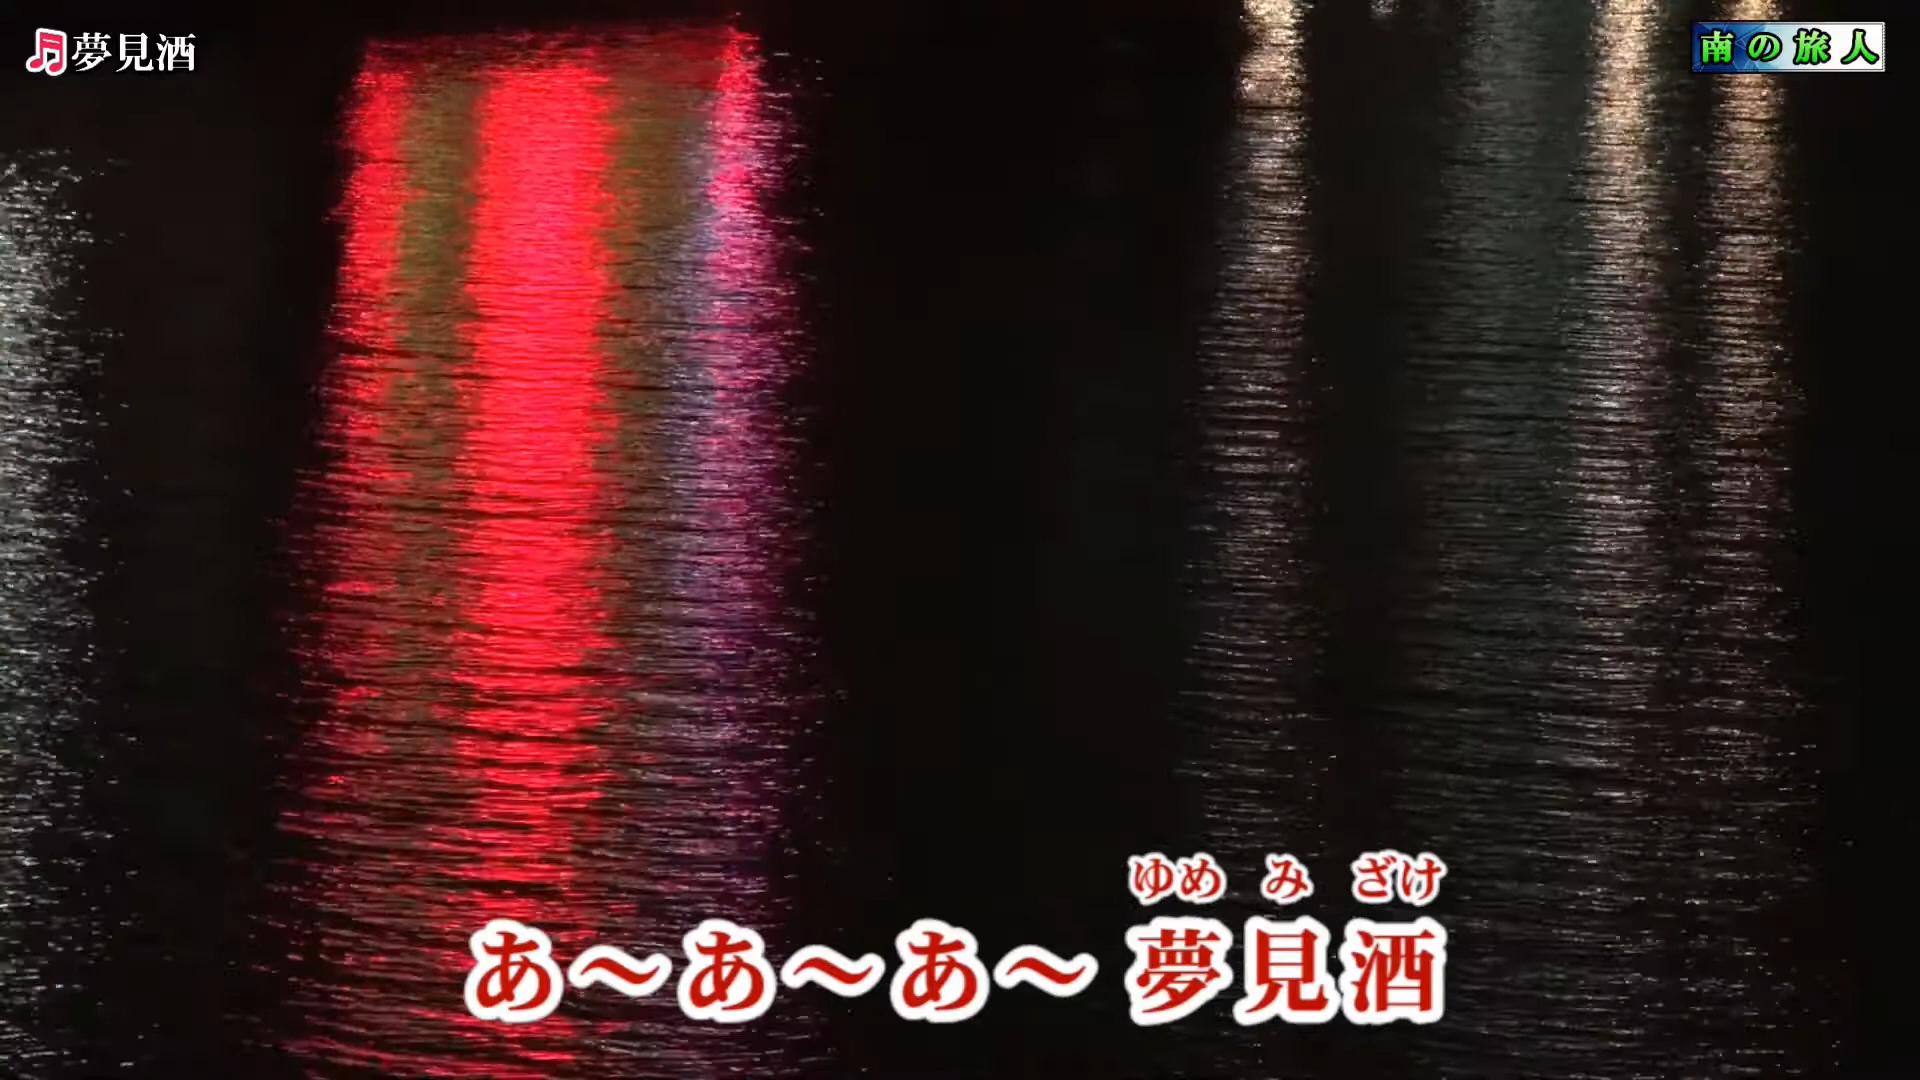 夢見酒
南の旅人
ゆめ み ざけ
あ～あ～あ～ 夢見酒